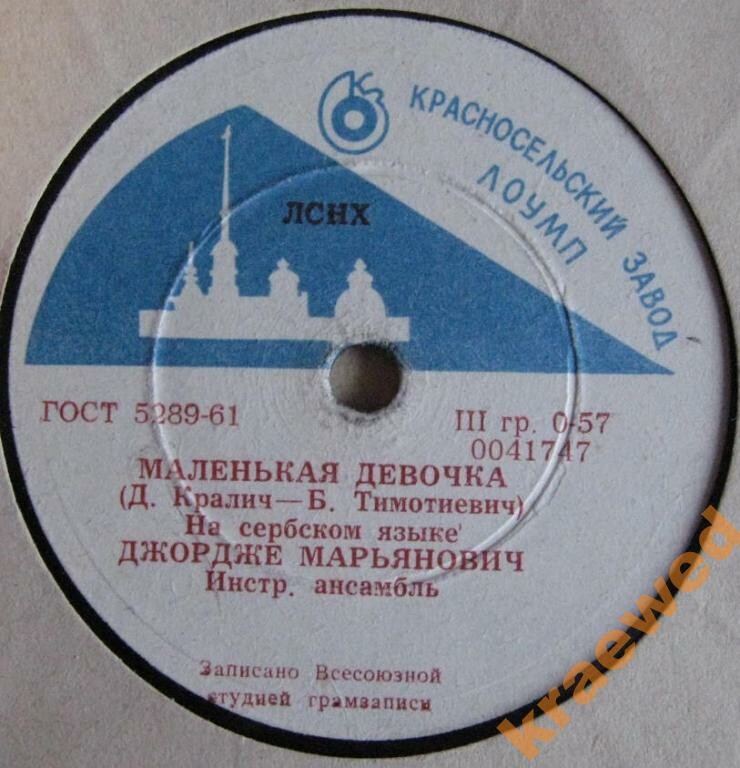 КРАСНОСЕЛЬСКИЙ ЗАВОД
ЛОУМП
ЛСНХ
ГОСТ 5289-61
III гр. 0-57
0041747
МАЛЕНЬКАЯ ДЕВОЧКА
(Д. Кралич—Б. Тимотиевич)
На сербском языке
ДЖОРДЖЕ МАРЬЯНОВИЧ
Инстр. ансамбль
Записано Всесоюзной
студией грамзаписи
kraewed